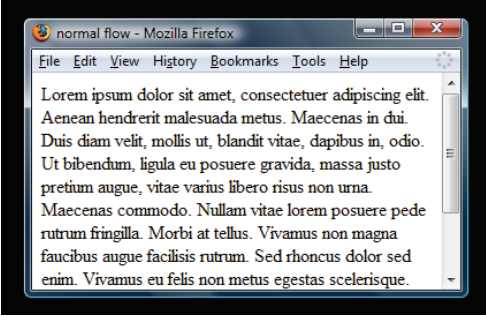 normal flow - Mozilla Firefox
File Edit View History Bookmarks Tools Help
Lorem ipsum dolor sit amet, consectetuer adipiscing elit.
Aenean hendrerit malesuada metus. Maecenas in dui.
Duis diam velit, mollis ut, blandit vitae, dapibus in, odio.
Ut bibendum, ligula eu posuere gravida, massa justo
pretium augue, vitae varius libero risus non urna.
Maecenas commodo. Nullam vitae lorem posuere pede
rutrum fringilla. Morbi at tellus. Vivamus non magna
faucibus augue facilisis rutrum. Sed rhoncus dolor sed
enim. Vivamus eu felis non metus egestas scelerisque.